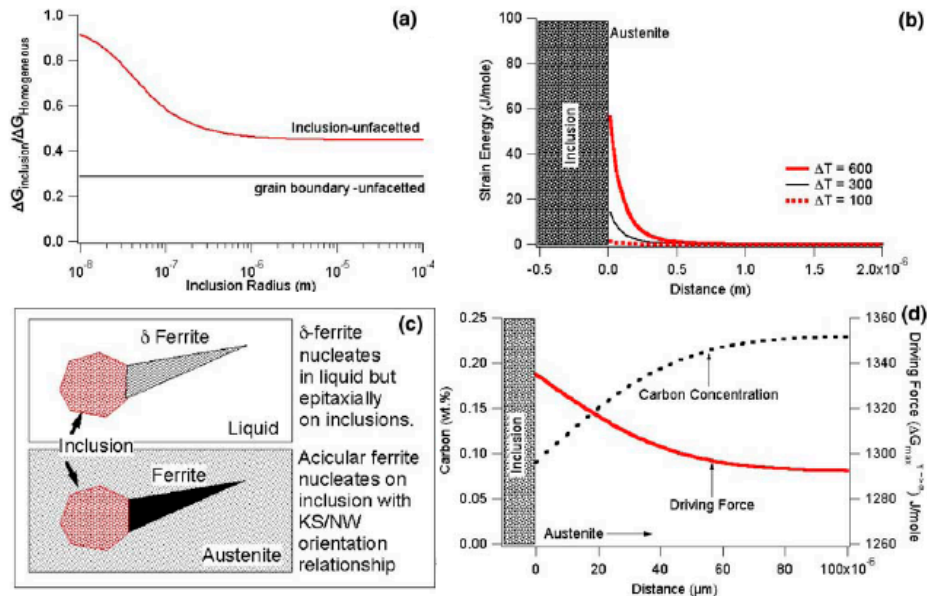 (a)
ΔG_inclusion/ΔG_Homogeneous
1.0
0.8
0.6
0.4
0.2
0.0
Inclusion-unfacetted
grain boundary -unfacetted
10^-8
10^-7
10^-6
10^-5
10^-4
Inclusion Radius (m)
(b)
Strain Energy (J/mole)
100
80
60
40
20
0
Austenite
Inclusion
ΔT = 600
ΔT = 300
ΔT = 100
-0.5
0.0
0.5
1.0
1.5
2.0x10^-6
Distance (m)
(c)
δ Ferrite
Liquid
Inclusion
Ferrite
Austenite
δ-ferrite
nucleates
in liquid but
epitaxially
on inclusions.
Acicular ferrite
nucleates on
inclusion with
KS/NW
orientation
relationship
(d)
Carbon (wt.%)
0.25
0.20
0.15
0.10
0.05
0.00
Inclusion
Carbon Concentration
Driving Force
Austenite
0
20
40
60
80
100x10^-6
Distance (µm)
1360
1340
1320
1300
1280
1260
Driving Force (ΔG_max^γ->α) J/mole